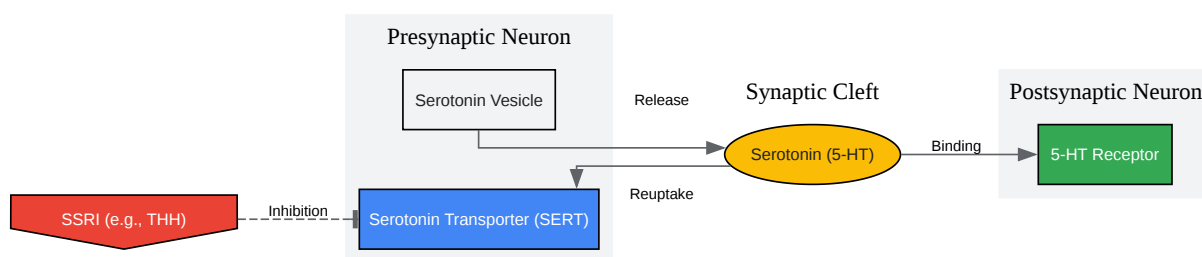 Presynaptic Neuron
Serotonin Vesicle
Release
Synaptic Cleft
Postsynaptic Neuron
Serotonin (5-HT)
Binding
5-HT Receptor
Reuptake
SSRI (e.g., THH)
Inhibition
Serotonin Transporter (SERT)